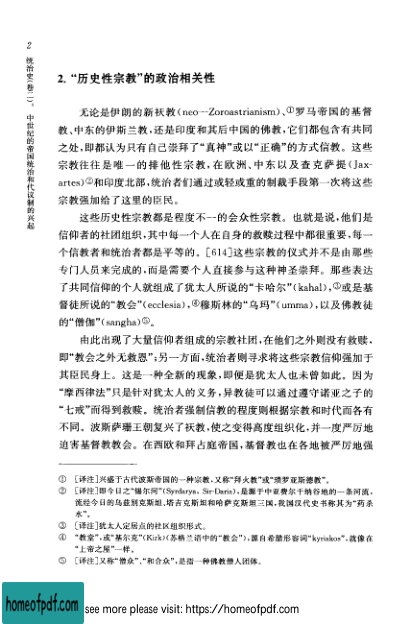 2
统治史(卷二):中世纪的帝国统治和代议制的兴起
2. “历史性宗教”的政治相关性
无论是伊朗的新祆教(neo—Zoroastrianism)、①罗马帝国的基督
教、中东的伊斯兰教,还是印度和其后中国的佛教,它们都包含有共同
之处,即都认为只有自己崇拜了“真神”或以“正确”的方式信教。这些
宗教往往是唯一的排他性宗教,在欧洲、中东以及查克萨提(Jax-
artes)②和印度北部,统治者们通过或轻或重的制裁手段第一次将这些
宗教强加给了这里的臣民。
这些历史性宗教都是程度不一的会众性宗教。也就是说,他们是
信仰者的社团组织,其中每一个人在自身的救赎过程中都很重要,每一
个信教者和统治者都是平等的。[614]这些宗教的仪式并不是由那些
专门人员来完成的,而是需要个人直接参与这种神圣崇拜。那些表达
了共同信仰的个人就组成了犹太人所说的“卡哈尔”(kahal),③或是基
督徒所说的“教会”(ecclesia),④穆斯林的“乌玛”(umma),以及佛教徒
的“僧伽”(sangha)⑤。
由此出现了大量信仰者组成的宗教社团,在他们之外则没有救赎,
即“教会之外无救恩”;另一方面,统治者则寻求将这些宗教信仰强加于
其臣民身上。这是一种全新的现象,即便是犹太人也未曾如此。因为
“摩西律法”只是针对犹太人的义务,异教徒可以通过遵守诺亚之子的
“七戒”而得到救赎。统治者强制信教的程度则根据宗教和时代而各有
不同。波斯萨珊王朝复兴了祆教,使之变得高度组织化,并一度严厉地
迫害基督教教会。在西欧和拜占庭帝国,基督教也在各地被严厉地强
① [译注]兴盛于古代波斯帝国的一种宗教,又称“拜火教”或“琐罗亚斯德教”。
② [译注]即今日之“锡尔河”(Syrdarya, Sir-Daria),是源于中亚费尔干纳谷地的一条河流,
流经今日的乌兹别克斯坦、塔吉克斯坦和哈萨克斯坦三国,我国汉代史书称其为“药杀
水”。
③ [译注]犹太人定居点的社区组织形式。
④ “教堂”,或“基尔克”(Kirk)(苏格兰语中的“教会”),源自希腊形容词“kyriakos”,就像在
“上帝之屋”一样。
⑤ [译注]又称“僧众”、“和合众”,是指一种佛教僧人团体。
homeofpdf.com
see more please visit: https://homeofpdf.com